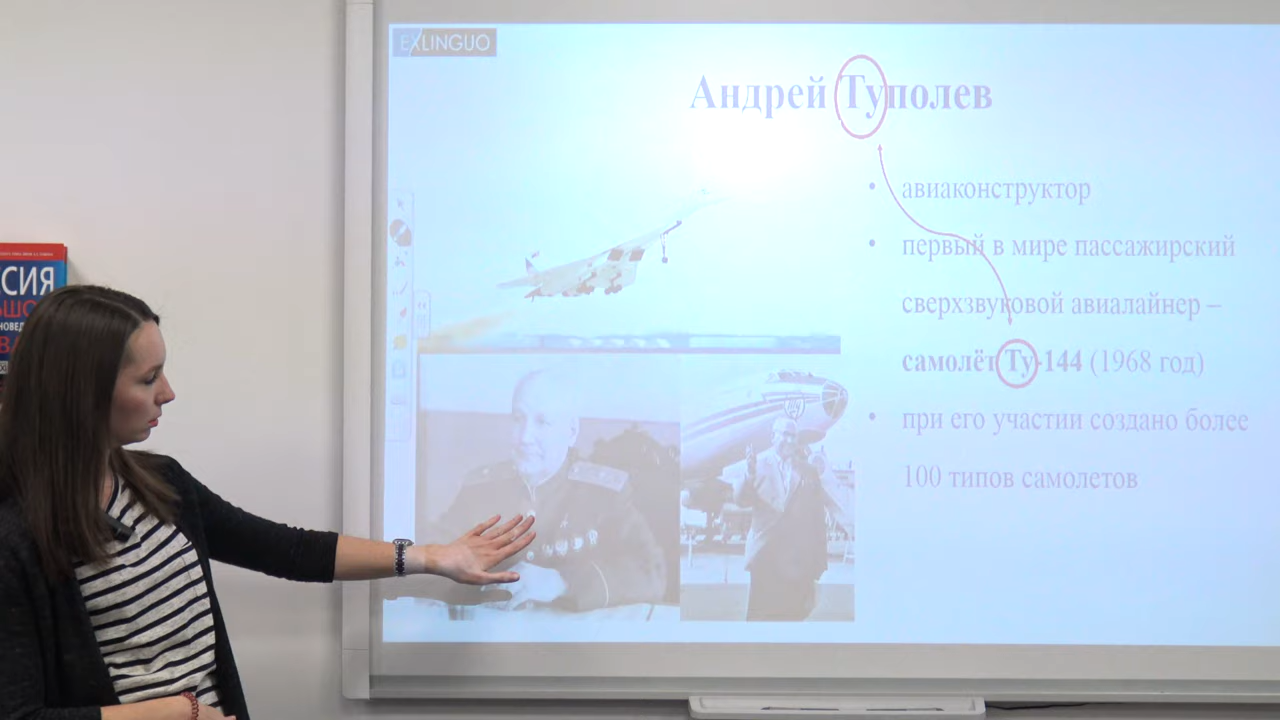 EXLINGUO
Андрей Туполев
• авиаконструктор
• первый в мире пассажирский
сверхзвуковой авиалайнер –
самолёт Ту-144 (1968 год)
• при его участии создано более
100 типов самолетов
ТУ